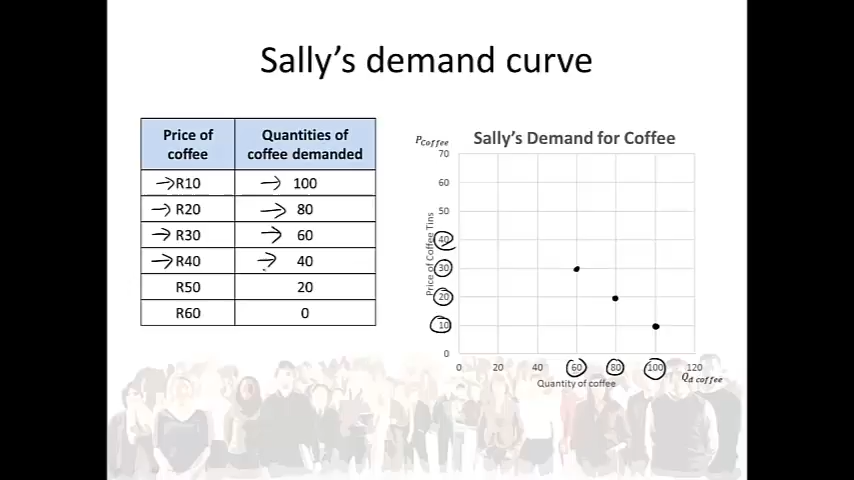 Sally's demand curve
Price of coffee
Quantities of coffee demanded
R10 100
R20 80
R30 60
R40 40
R50 20
R60 0
P Coffee
Sally's Demand for Coffee
70
60
50
40
30
20
10
0
Price of Coffee Tins
0 20 40 60 80 100 120
Quantity of coffee
Qd coffee